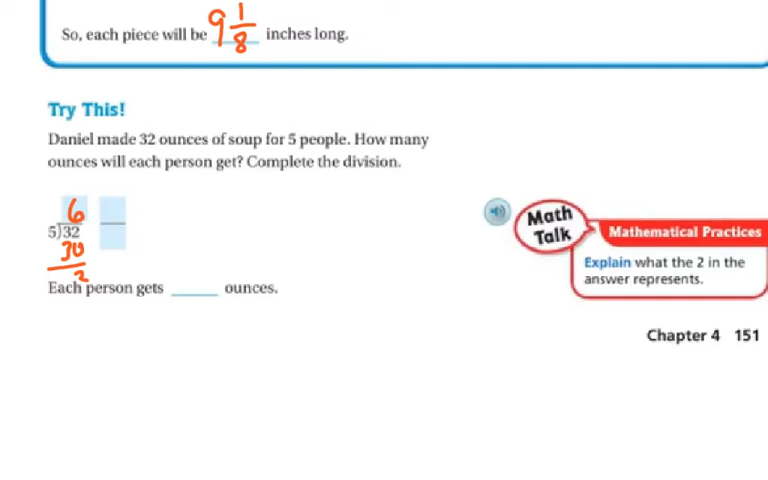 So, each piece will be 9 1/8 inches long.
Try This!
Daniel made 32 ounces of soup for 5 people. How many
ounces will each person get? Complete the division.
6
5)32
30
2
Each person gets ____ ounces.
Math
Talk
Mathematical Practices
Explain what the 2 in the
answer represents.
Chapter 4 151